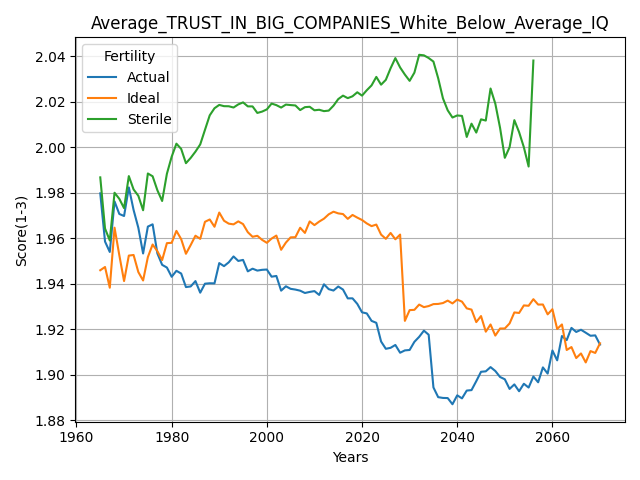 Average_TRUST_IN_BIG_COMPANIES_White_Below_Average_IQ
Fertility
Actual
Ideal
Sterile
Score(1-3)
2.04
2.02
2.00
1.98
1.96
1.94
1.92
1.90
1.88
1960
1980
2000
2020
2040
2060
Years